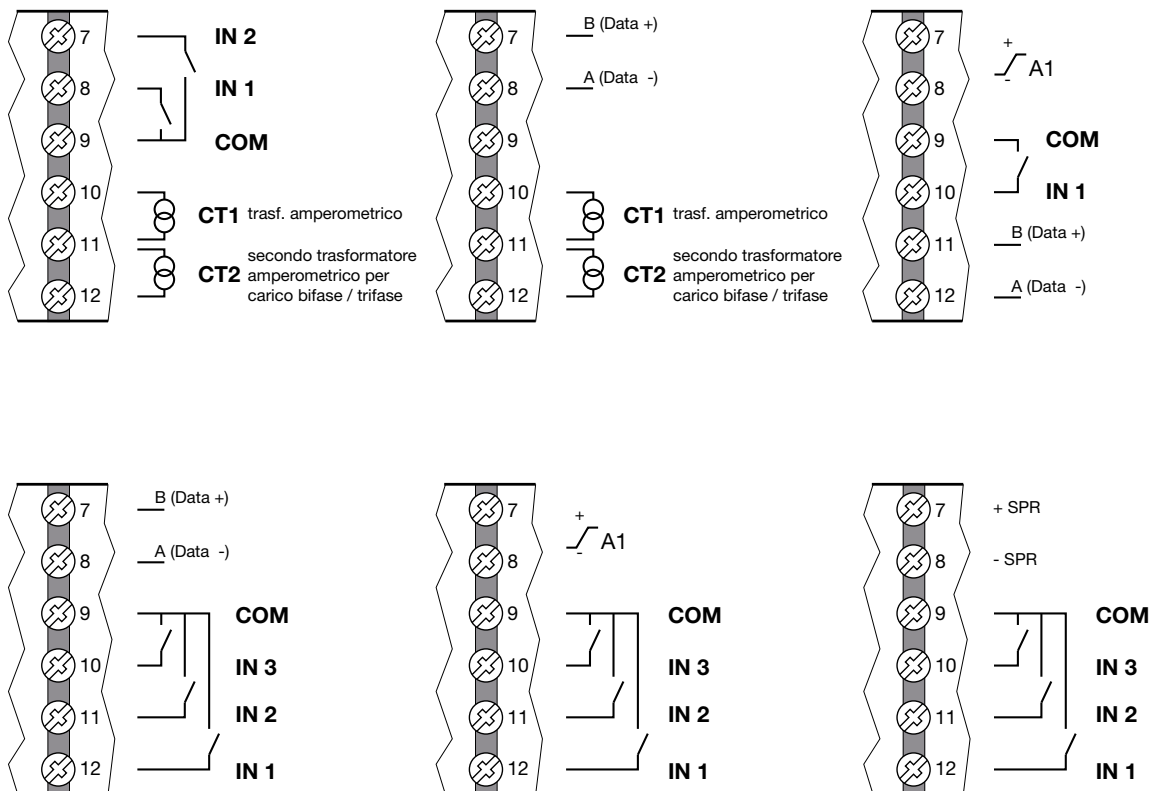 7 IN 2
8 IN 1
9 COM
10
CT1 trasf. amperometrico
11
CT2 secondo trasformatore
amperometrico per
carico bifase / trifase
12
7 B (Data +)
8 A (Data -)
9
10
CT1 trasf. amperometrico
11
CT2 secondo trasformatore
amperometrico per
carico bifase / trifase
12
7
+
- A1
8
9 COM
10 IN 1
11 B (Data +)
12 A (Data -)
7 B (Data +)
8 A (Data -)
9 COM
10 IN 3
11 IN 2
12 IN 1
7
+
- A1
8
9 COM
10 IN 3
11 IN 2
12 IN 1
7 + SPR
8 - SPR
9 COM
10 IN 3
11 IN 2
12 IN 1